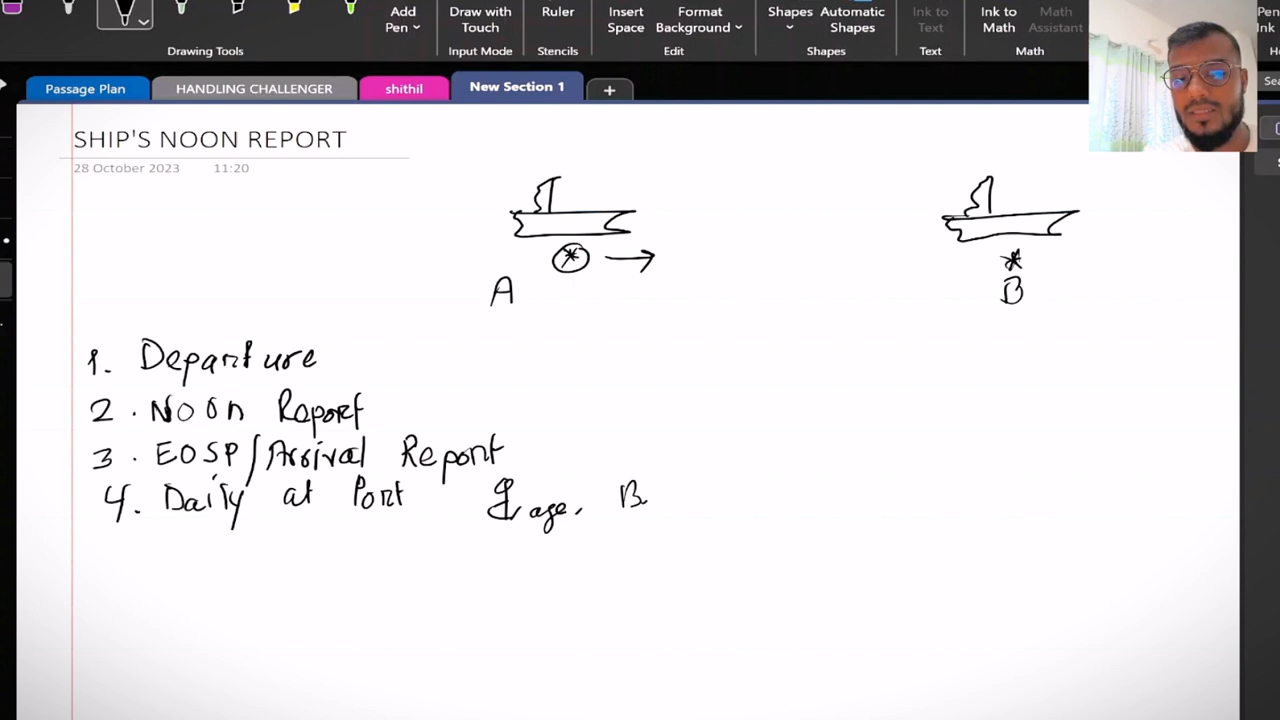 Add Pen
Draw with Touch
Ruler
Insert Space
Format Background
Shapes
Automatic Shapes
Ink to Text
Ink to Math
Math Assistant
Drawing Tools
Input Mode
Stencils
Edit
Shapes
Text
Math
Passage Plan
HANDLING CHALLENGER
shithil
New Section 1
+
SHIP'S NOON REPORT
28 October 2023 11:20
A
B
1. Departure
2. Noon Report
3. EOSP/Arrival Report
4. Daily at Port